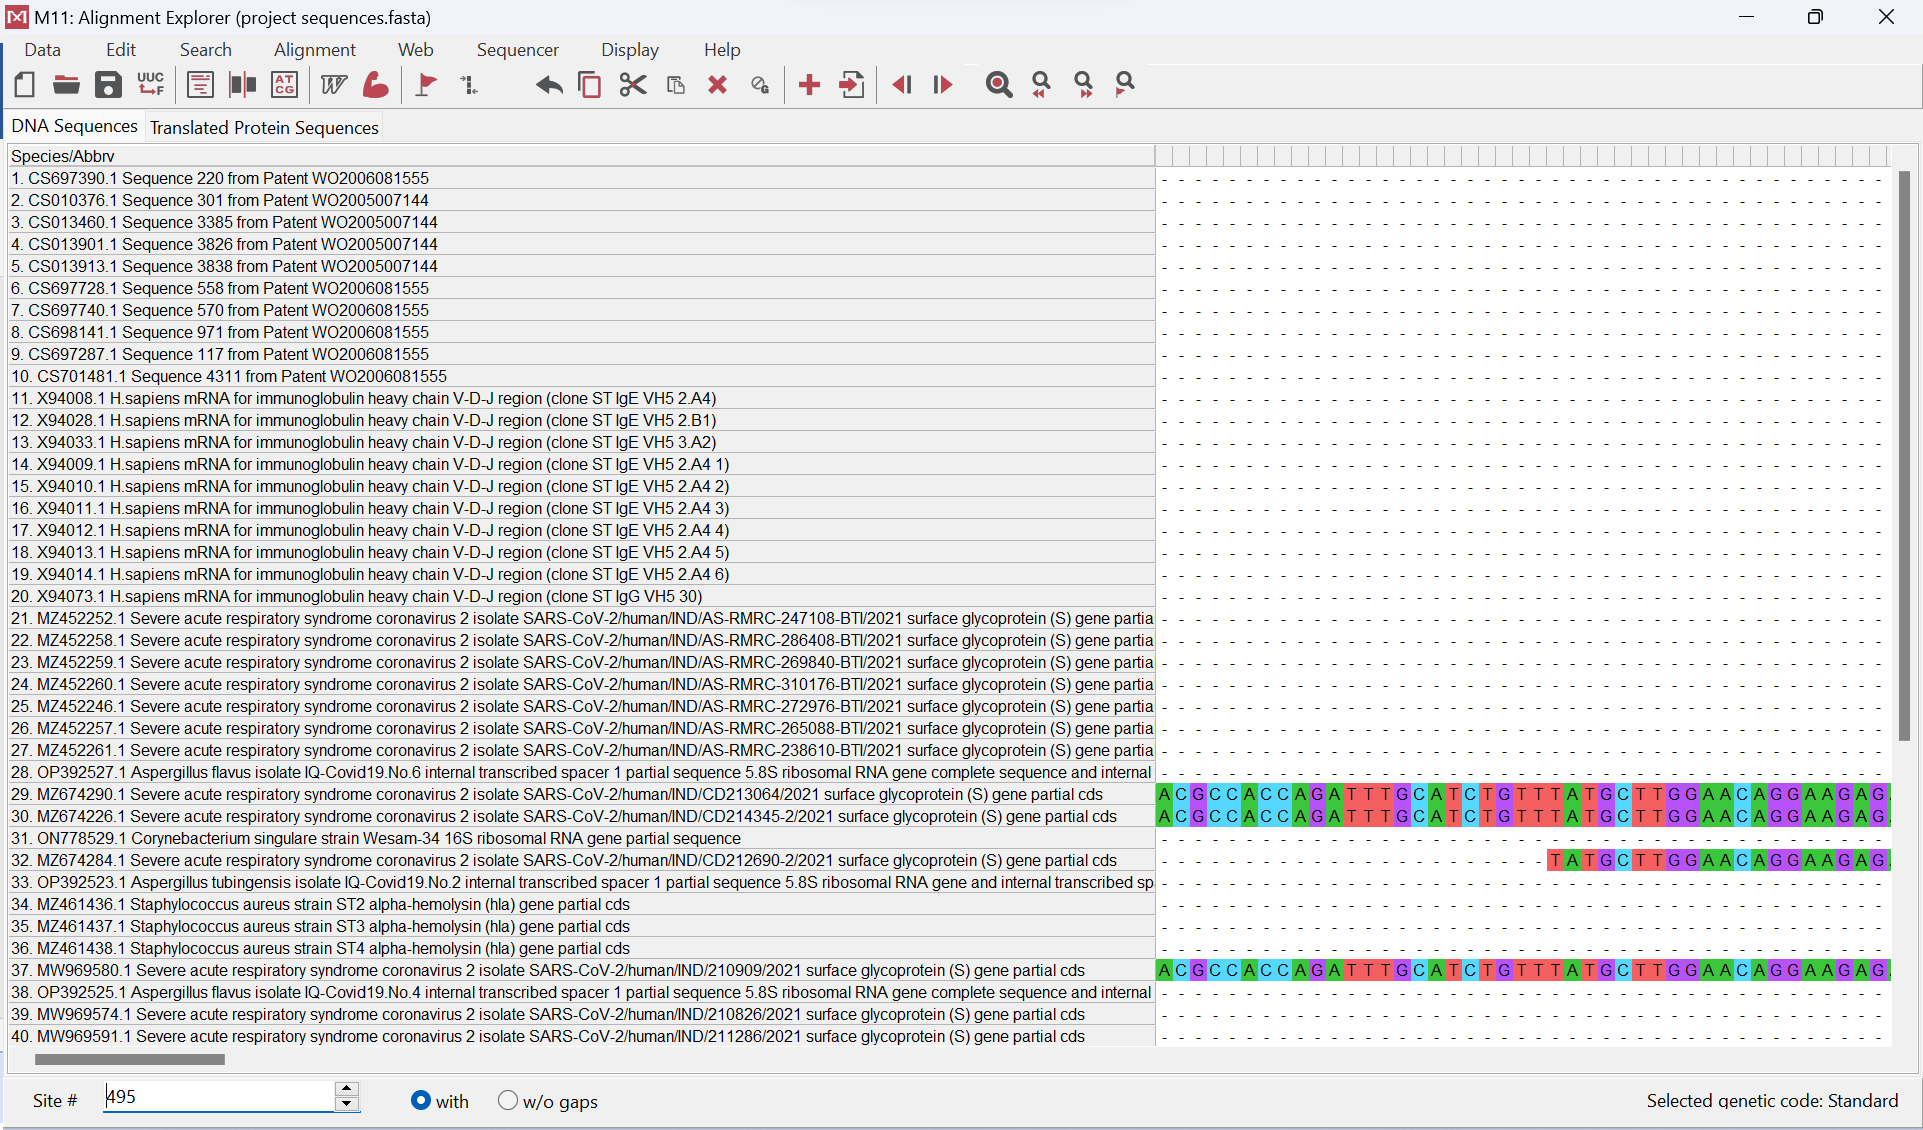 M11: Alignment Explorer (project sequences.fasta)
Data Edit Search Alignment Web Sequencer Display Help
UUC
F
AT
CG
W
DNA Sequences Translated Protein Sequences
Species/Abbrv
1. CS697390.1 Sequence 220 from Patent WO2006081555
2. CS010376.1 Sequence 301 from Patent WO2005007144
3. CS013460.1 Sequence 3385 from Patent WO2005007144
4. CS013901.1 Sequence 3826 from Patent WO2005007144
5. CS013913.1 Sequence 3838 from Patent WO2005007144
6. CS697728.1 Sequence 558 from Patent WO2006081555
7. CS697740.1 Sequence 570 from Patent WO2006081555
8. CS698141.1 Sequence 971 from Patent WO2006081555
9. CS697287.1 Sequence 117 from Patent WO2006081555
10. CS701481.1 Sequence 4311 from Patent WO2006081555
11. X94008.1 H.sapiens mRNA for immunoglobulin heavy chain V-D-J region (clone ST IgE VH5 2.A4)
12. X94028.1 H.sapiens mRNA for immunoglobulin heavy chain V-D-J region (clone ST IgE VH5 2.B1)
13. X94033.1 H.sapiens mRNA for immunoglobulin heavy chain V-D-J region (clone ST IgE VH5 3.A2)
14. X94009.1 H.sapiens mRNA for immunoglobulin heavy chain V-D-J region (clone ST IgE VH5 2.A4 1)
15. X94010.1 H.sapiens mRNA for immunoglobulin heavy chain V-D-J region (clone ST IgE VH5 2.A4 2)
16. X94011.1 H.sapiens mRNA for immunoglobulin heavy chain V-D-J region (clone ST IgE VH5 2.A4 3)
17. X94012.1 H.sapiens mRNA for immunoglobulin heavy chain V-D-J region (clone ST IgE VH5 2.A4 4)
18. X94013.1 H.sapiens mRNA for immunoglobulin heavy chain V-D-J region (clone ST IgE VH5 2.A4 5)
19. X94014.1 H.sapiens mRNA for immunoglobulin heavy chain V-D-J region (clone ST IgE VH5 2.A4 6)
20. X94073.1 H.sapiens mRNA for immunoglobulin heavy chain V-D-J region (clone ST IgG VH5 30)
21. MZ452252.1 Severe acute respiratory syndrome coronavirus 2 isolate SARS-CoV-2/human/IND/AS-RMRC-247108-BTI/2021 surface glycoprotein (S) gene partia
22. MZ452258.1 Severe acute respiratory syndrome coronavirus 2 isolate SARS-CoV-2/human/IND/AS-RMRC-286408-BTI/2021 surface glycoprotein (S) gene partia
23. MZ452259.1 Severe acute respiratory syndrome coronavirus 2 isolate SARS-CoV-2/human/IND/AS-RMRC-269840-BTI/2021 surface glycoprotein (S) gene partia
24. MZ452260.1 Severe acute respiratory syndrome coronavirus 2 isolate SARS-CoV-2/human/IND/AS-RMRC-310176-BTI/2021 surface glycoprotein (S) gene partia
25. MZ452246.1 Severe acute respiratory syndrome coronavirus 2 isolate SARS-CoV-2/human/IND/AS-RMRC-272976-BTI/2021 surface glycoprotein (S) gene partia
26. MZ452257.1 Severe acute respiratory syndrome coronavirus 2 isolate SARS-CoV-2/human/IND/AS-RMRC-265088-BTI/2021 surface glycoprotein (S) gene partia
27. MZ452261.1 Severe acute respiratory syndrome coronavirus 2 isolate SARS-CoV-2/human/IND/AS-RMRC-238610-BTI/2021 surface glycoprotein (S) gene partia
28. OP392527.1 Aspergillus flavus isolate IQ-Covid19.No.6 internal transcribed spacer 1 partial sequence 5.8S ribosomal RNA gene complete sequence and internal
29. MZ674290.1 Severe acute respiratory syndrome coronavirus 2 isolate SARS-CoV-2/human/IND/CD213064/2021 surface glycoprotein (S) gene partial cds A C G C C A C C A G A T T T G C A T C T G T T T A T G C T T G G A A C A G G A A G A G
30. MZ674226.1 Severe acute respiratory syndrome coronavirus 2 isolate SARS-CoV-2/human/IND/CD214345-2/2021 surface glycoprotein (S) gene partial cds A C G C C A C C A G A T T T G C A T C T G T T T A T G C T T G G A A C A G G A A G A G
31. ON778529.1 Corynebacterium singulare strain Wesam-34 16S ribosomal RNA gene partial sequence
32. MZ674284.1 Severe acute respiratory syndrome coronavirus 2 isolate SARS-CoV-2/human/IND/CD212690-2/2021 surface glycoprotein (S) gene partial cds T A T G C T T G G A A C A G G A A G A G
33. OP392523.1 Aspergillus tubingensis isolate IQ-Covid19.No.2 internal transcribed spacer 1 partial sequence 5.8S ribosomal RNA gene and internal transcribed sp
34. MZ461436.1 Staphylococcus aureus strain ST2 alpha-hemolysin (hla) gene partial cds
35. MZ461437.1 Staphylococcus aureus strain ST3 alpha-hemolysin (hla) gene partial cds
36. MZ461438.1 Staphylococcus aureus strain ST4 alpha-hemolysin (hla) gene partial cds
37. MW969580.1 Severe acute respiratory syndrome coronavirus 2 isolate SARS-CoV-2/human/IND/210909/2021 surface glycoprotein (S) gene partial cds A C G C C A C C A G A T T T G C A T C T G T T T A T G C T T G G A A C A G G A A G A G
38. OP392525.1 Aspergillus flavus isolate IQ-Covid19.No.4 internal transcribed spacer 1 partial sequence 5.8S ribosomal RNA gene complete sequence and internal
39. MW969574.1 Severe acute respiratory syndrome coronavirus 2 isolate SARS-CoV-2/human/IND/210826/2021 surface glycoprotein (S) gene partial cds
40. MW969591.1 Severe acute respiratory syndrome coronavirus 2 isolate SARS-CoV-2/human/IND/211286/2021 surface glycoprotein (S) gene partial cds
Site # 495 with w/o gaps Selected genetic code: Standard